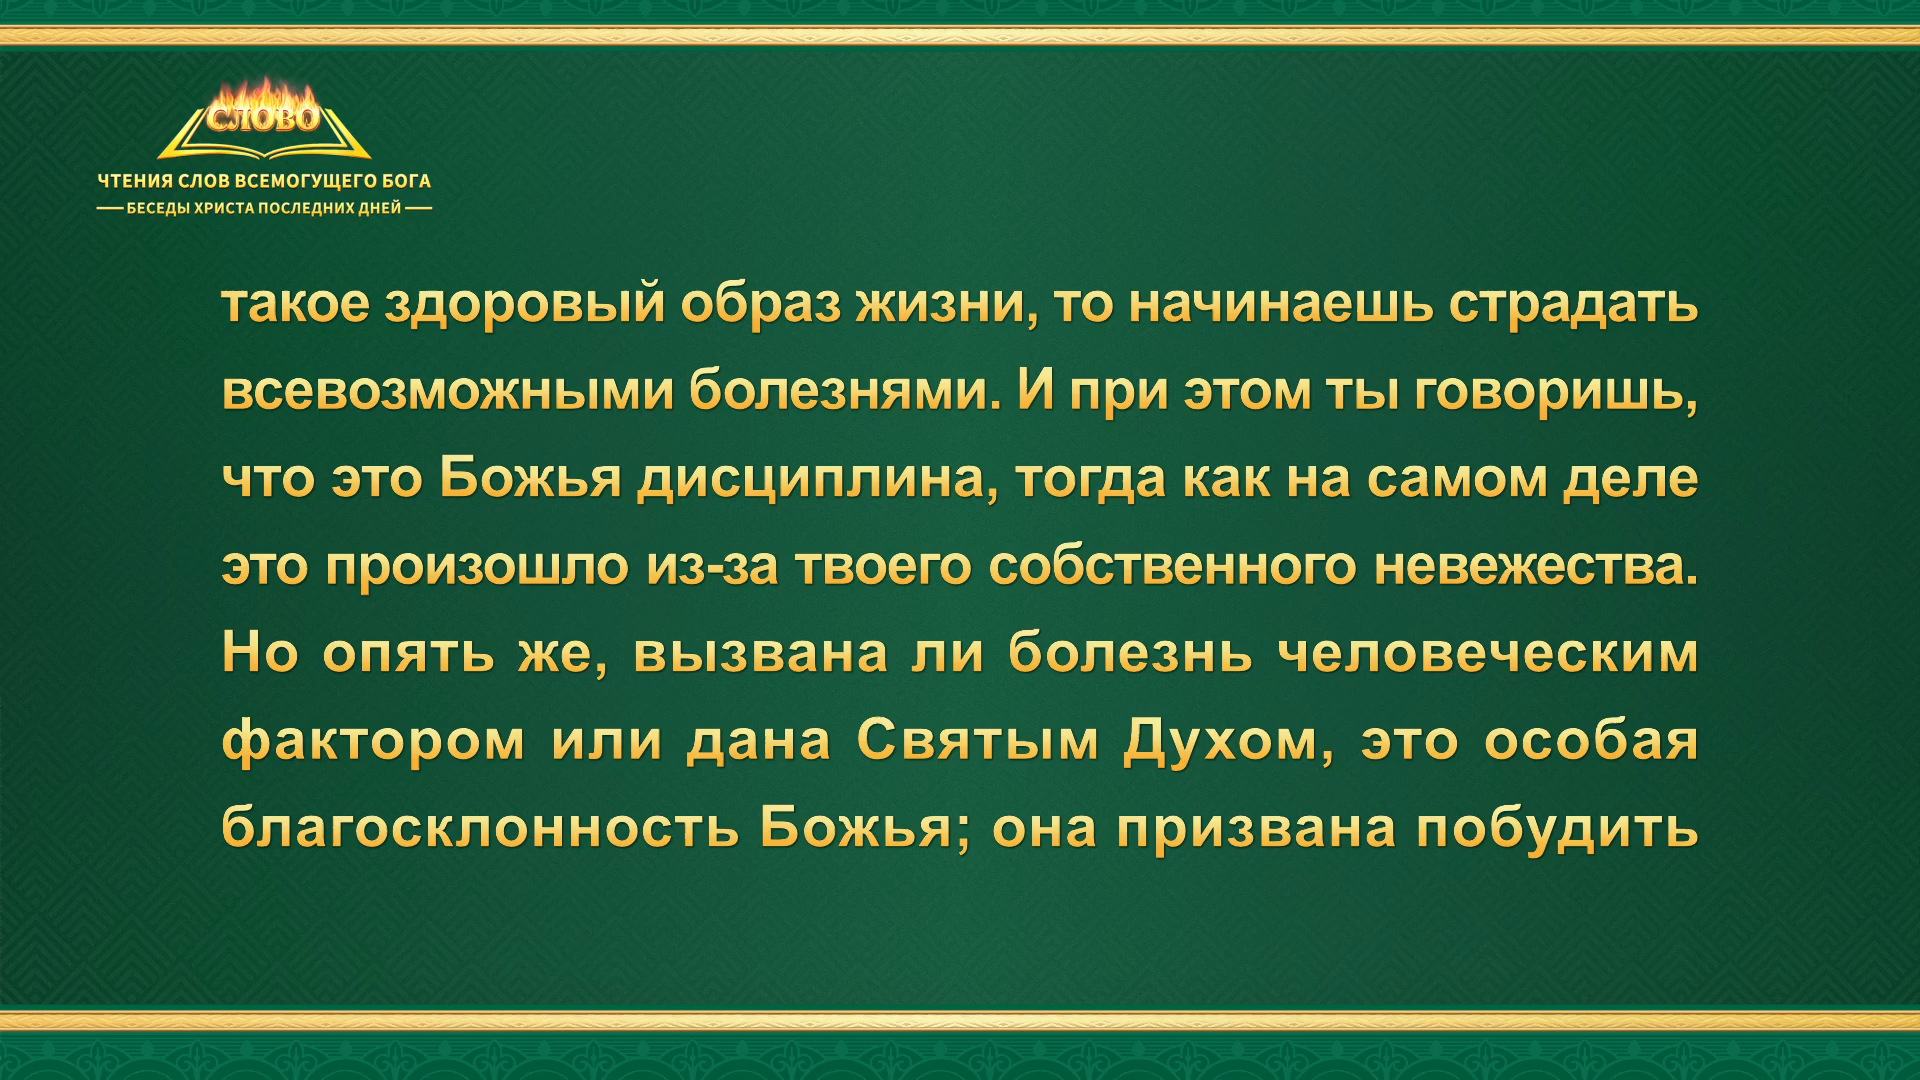 СЛОВО
ЧТЕНИЯ СЛОВ ВСЕМОГУЩЕГО БОГА
БЕСЕДЫ ХРИСТА ПОСЛЕДНИХ ДНЕЙ
такое здоровый образ жизни, то начинаешь страдать
всевозможными болезнями. И при этом ты говоришь,
что это Божья дисциплина, тогда как на самом деле
это произошло из-за твоего собственного невежества.
Но опять же, вызвана ли болезнь человеческим
фактором или дана Святым Духом, это особая
благосклонность Божья; она призвана побудить